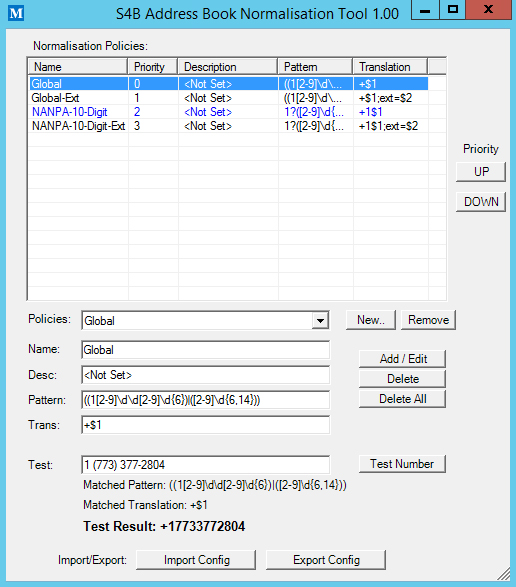 M S4B Address Book Normalisation Tool 1.00
Normalisation Policies:
Name Priority Description Pattern Translation
Global 0 <Not Set> ((1[2-9]\d\... +$1
Global-Ext 1 <Not Set> ((1[2-9]\d... +$1;ext=$2
NANPA-10-Digit 2 <Not Set> 1?([2-9]\d{... +1$1
NANPA-10-Digit-Ext 3 <Not Set> 1?([2-9]\d{... +1$1;ext=$2
Priority
UP
DOWN
Policies: Global New.. Remove
Name: Global
Add / Edit
Desc: <Not Set> Delete
Pattern: ((1[2-9]\d\d[2-9]\d{6})|([2-9]\d{6,14})) Delete All
Trans: +$1
Test: 1 (773) 377-2804 Test Number
Matched Pattern: ((1[2-9]\d\d[2-9]\d{6})|([2-9]\d{6,14}))
Matched Translation: +$1
Test Result: +17733772804
Import/Export: Import Config Export Config